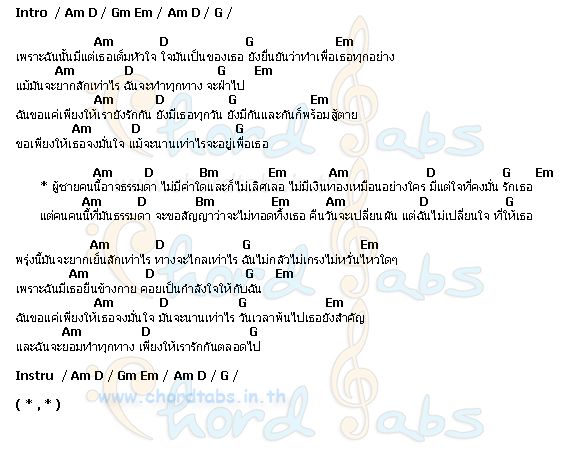 Intro / Am D / Gm Em / Am D / G /
Am D G Em
เพราะฉันนั้นมีแต่เธอเต็มหัวใจ ใจมันเป็นของเธอ ยังยืนยันว่าทำเพื่อเธอทุกอย่าง
Am D G Em
แม้มันจะยากสักเท่าไร ฉันจะทำทุกทาง จะฝ่าไป
Am D G Em
ฉันขอแค่เพียงให้เรายังรักกัน ยังมีเธอทุกวัน ยังมีกันและกันก็พร้อมสู้ตาย
Am D G
ขอเพียงให้เธอจงมั่นใจ แม้จะนานเท่าไรจะอยู่เพื่อเธอ
Am D Bm Em Am D G Em
* ผู้ชายคนนี้อาจธรรมดา ไม่มีค่าใดและก็ไม่เลิศเลอ ไม่มีเงินทองเหมือนอย่างใคร มีแต่ใจที่คงมั่น รักเธอ
Am D Bm Em Am D G
แต่คนคนนี้ที่มันธรรมดา จะขอสัญญาว่าจะไม่ทอดทิ้งเธอ คืนวันจะเปลี่ยนผัน แต่ฉันไม่เปลี่ยนใจ ที่ให้เธอ
Am D G Em
พรุ่งนี้มันจะยากเย็นสักเท่าไร ทางจะไกลเท่าไร ฉันไม่กลัวไม่เกรงไม่หวั่นไหวใดๆ
Am D G Em
เพราะฉันมีเธอยืนข้างกาย คอยเป็นกำลังใจให้กับฉัน
Am D G Em
ฉันขอแค่เพียงให้เธอจงมั่นใจ มันจะนานเท่าไร วันเวลาพ้นไปเธอยังสำคัญ
Am D G
และฉันจะยอมทำทุกทาง เพียงให้เรารักกันตลอดไป
Instru / Am D / Gm Em / Am D / G /
www.chordtabs.in.th
( * , * )